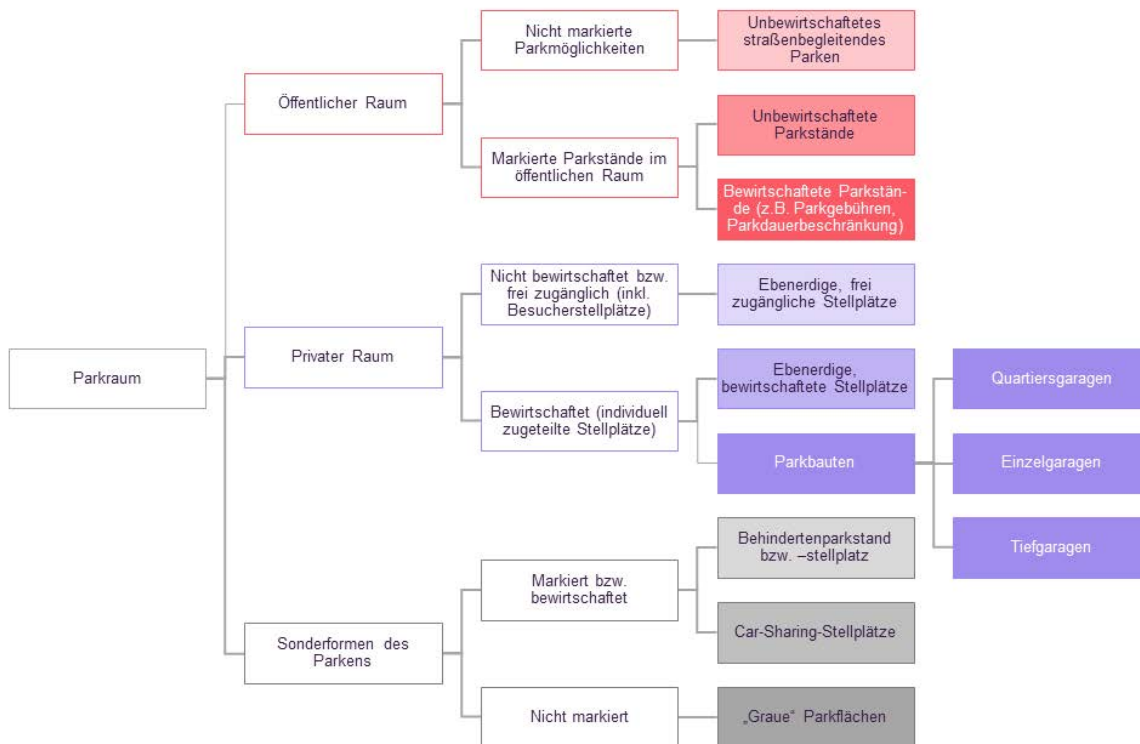 Parkraum
Öffentlicher Raum
Nicht markierte
Parkmöglichkeiten
Unbewirtschaftetes
straßenbegleitendes
Parken
Markierte Parkstände im
öffentlichen Raum
Unbewirtschaftete
Parkstände
Bewirtschaftete Parkstän-
de (z.B. Parkgebühren,
Parkdauerbeschränkung)
Privater Raum
Nicht bewirtschaftet bzw.
frei zugänglich (inkl.
Besucherstellplätze)
Ebenerdige, frei
zugängliche Stellplätze
Bewirtschaftet (individuell
zugeteilte Stellplätze)
Ebenerdige,
bewirtschaftete Stellplätze
Parkbauten
Quartiersgaragen
Einzelgaragen
Tiefgaragen
Sonderformen des
Parkens
Markiert bzw.
bewirtschaftet
Behindertenparkstand
bzw. –stellplatz
Car-Sharing-Stellplätze
Nicht markiert
„Graue“ Parkflächen